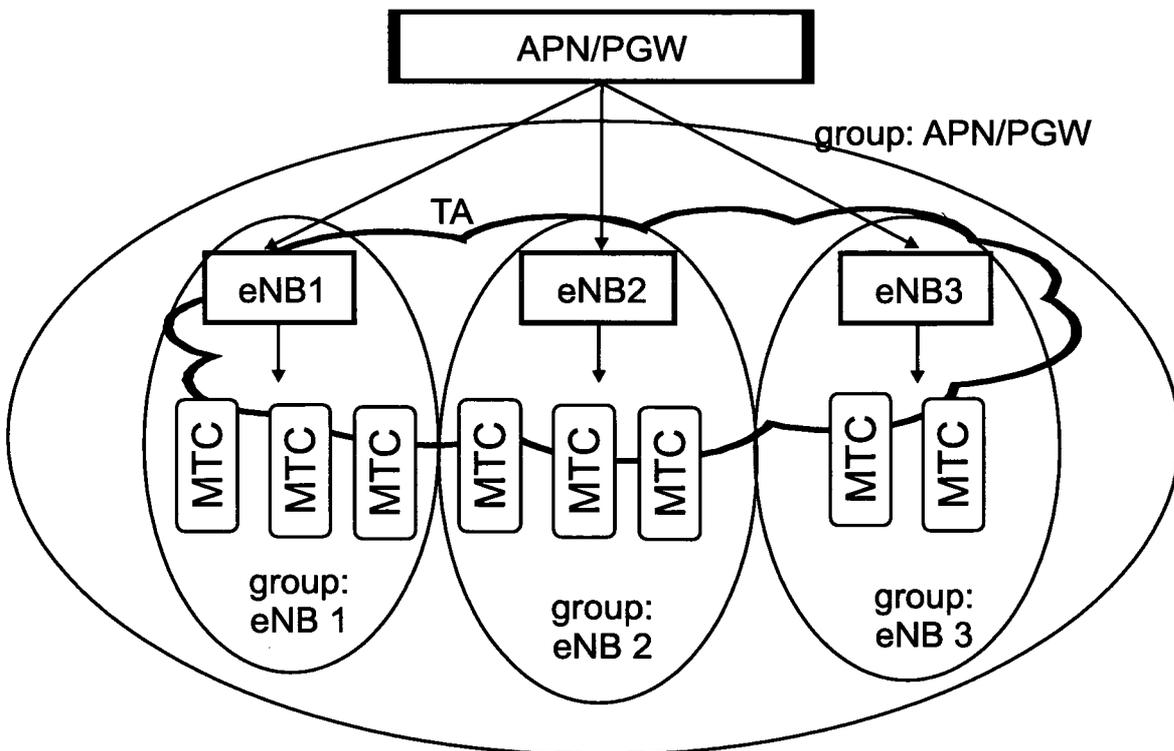 APN/PGW
group: APN/PGW
TA
eNB1
eNB2
eNB3
MTC
MTC
MTC
MTC
MTC
MTC
MTC
MTC
group:
eNB 1
group:
eNB 2
group:
eNB 3